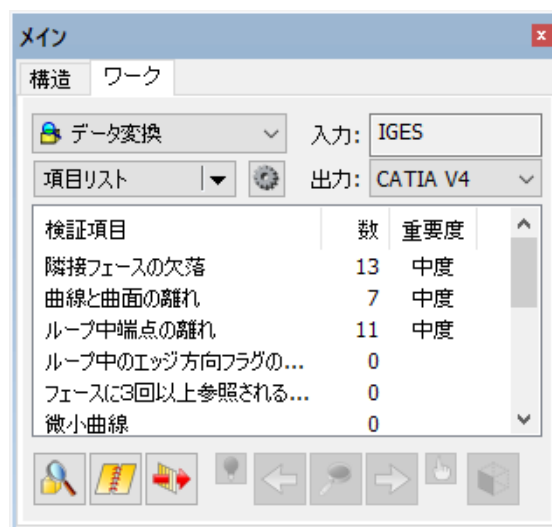 メイン
構造 ワーク
データ変換 入力: IGES
項目リスト 出力: CATIA V4
検証項目 数 重要度
隣接フェースの欠落 13 中度
曲線と曲面の離れ 7 中度
ループ中端点の離れ 11 中度
ループ中のエッジ方向フラグの... 0
フェースに3回以上参照される... 0
微小曲線 0